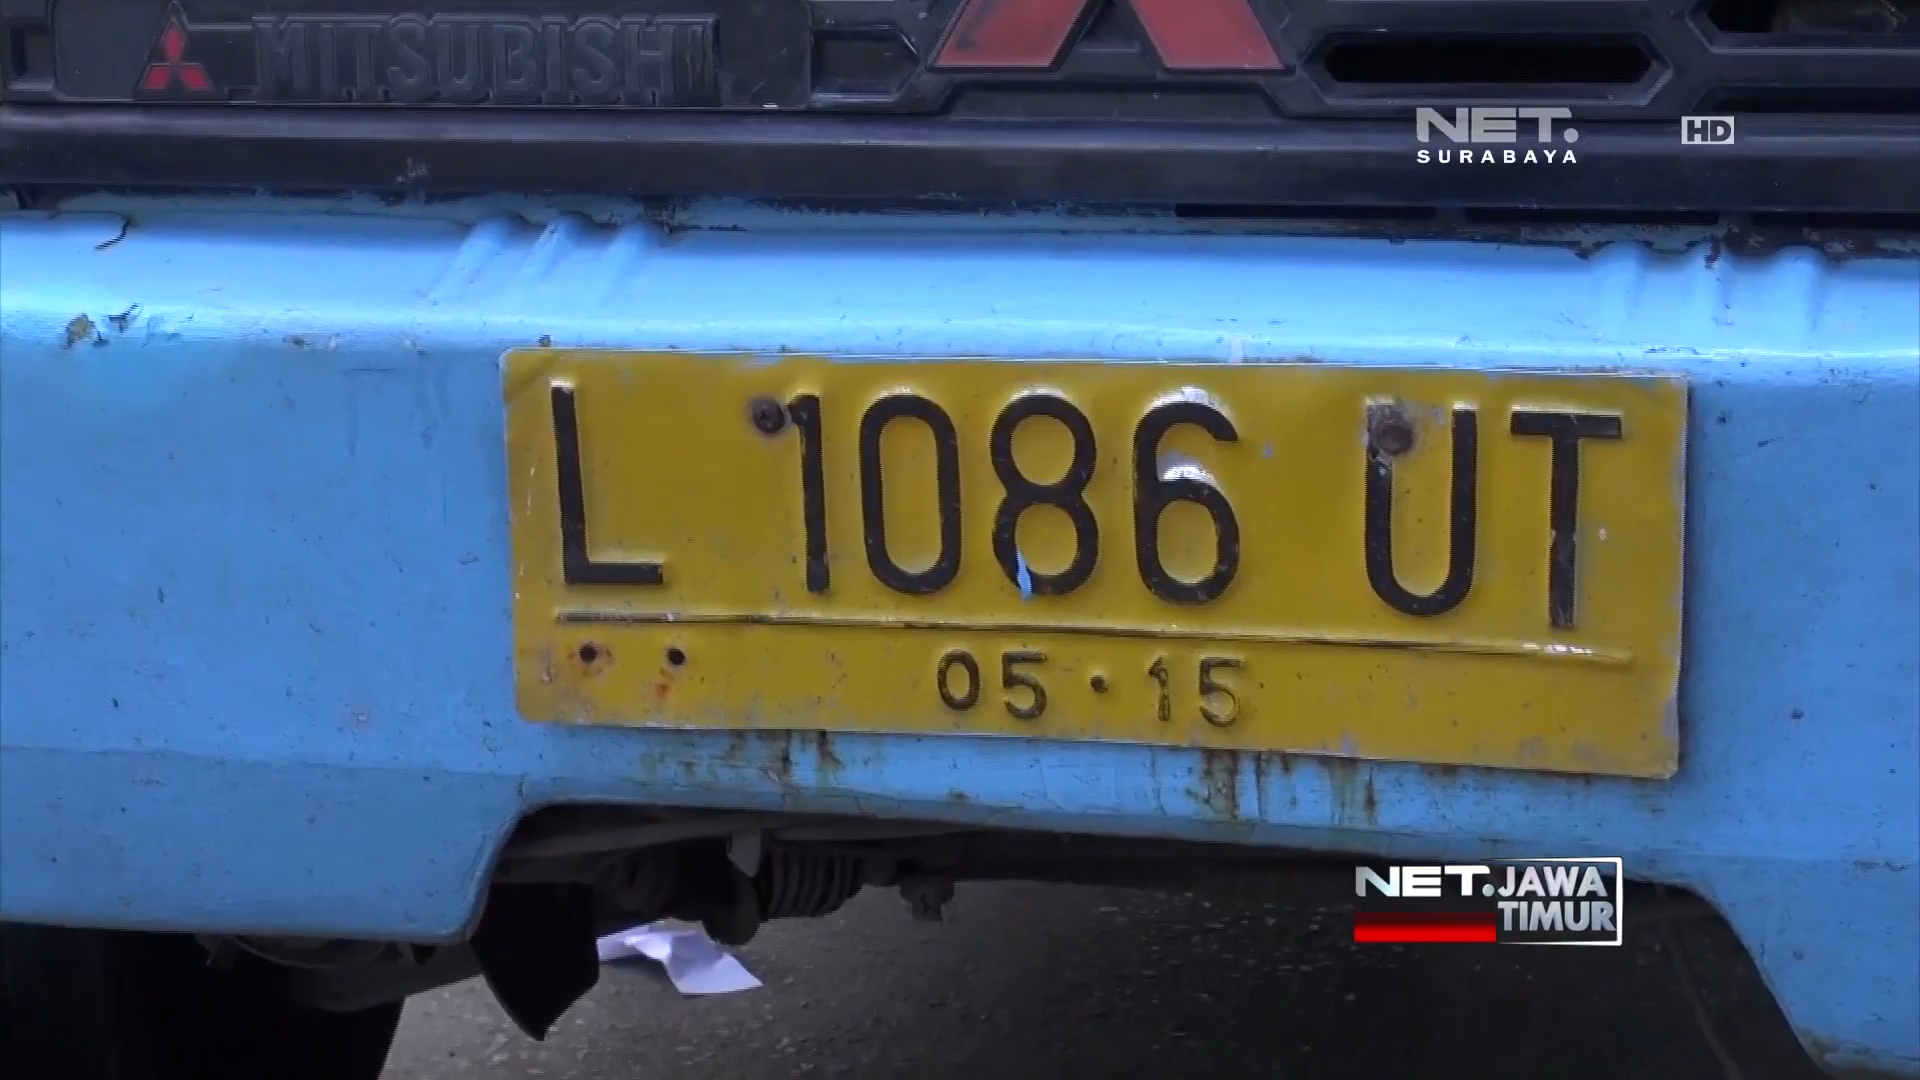 MITSUBISHI
NET.
SURABAYA
HD
L 1086 UT
05·15
NET. JAWA
TIMUR